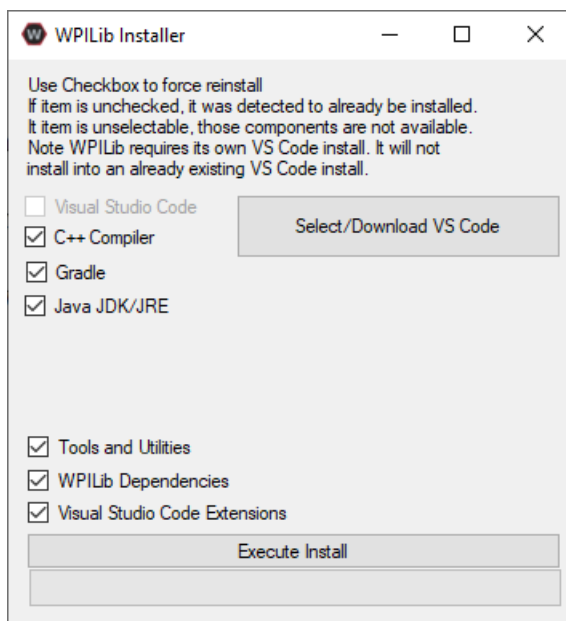 WPILib Installer
Use Checkbox to force reinstall
If item is unchecked, it was detected to already be installed.
It item is unselectable, those components are not available.
Note WPILib requires its own VS Code install. It will not
install into an already existing VS Code install.
Visual Studio Code
Select/Download VS Code
C++ Compiler
Gradle
Java JDK/JRE
Tools and Utilities
WPILib Dependencies
Visual Studio Code Extensions
Execute Install